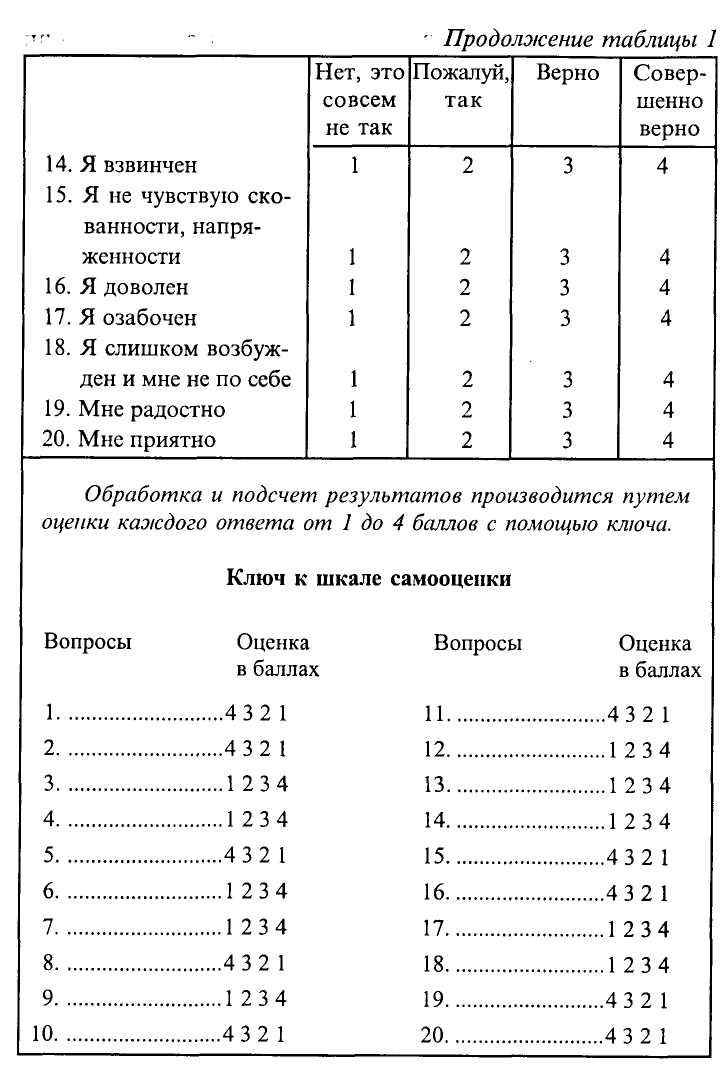 Продолжение таблицы 1
Нет, это Пожалуй, Верно Совер-
совсем так шенно
не так верно
14. Я взвинчен 1 2 3 4
15. Я не чувствую ско-
ванности, напря-
женности 1 2 3 4
16. Я доволен 1 2 3 4
17. Я озабочен 1 2 3 4
18. Я слишком возбуж-
ден и мне не по себе 1 2 3 4
19. Мне радостно 1 2 3 4
20. Мне приятно 1 2 3 4
Обработка и подсчет результатов производится путем
оценки каждого ответа от 1 до 4 баллов с помощью ключа.
Ключ к шкале самооценки
Вопросы Оценка Вопросы Оценка
в баллах в баллах
1. ...........................4 3 2 1 11. ..........................4 3 2 1
2. ...........................4 3 2 1 12. ..........................1 2 3 4
3. ...........................1 2 3 4 13. ..........................1 2 3 4
4. ...........................1 2 3 4 14. ..........................1 2 3 4
5. ...........................4 3 2 1 15. ..........................4 3 2 1
6. ...........................1 2 3 4 16. ..........................4 3 2 1
7. ...........................1 2 3 4 17. ..........................1 2 3 4
8. ...........................4 3 2 1 18. ..........................1 2 3 4
9. ...........................1 2 3 4 19. ..........................4 3 2 1
10. ...........................4 3 2 1 20. ..........................4 3 2 1